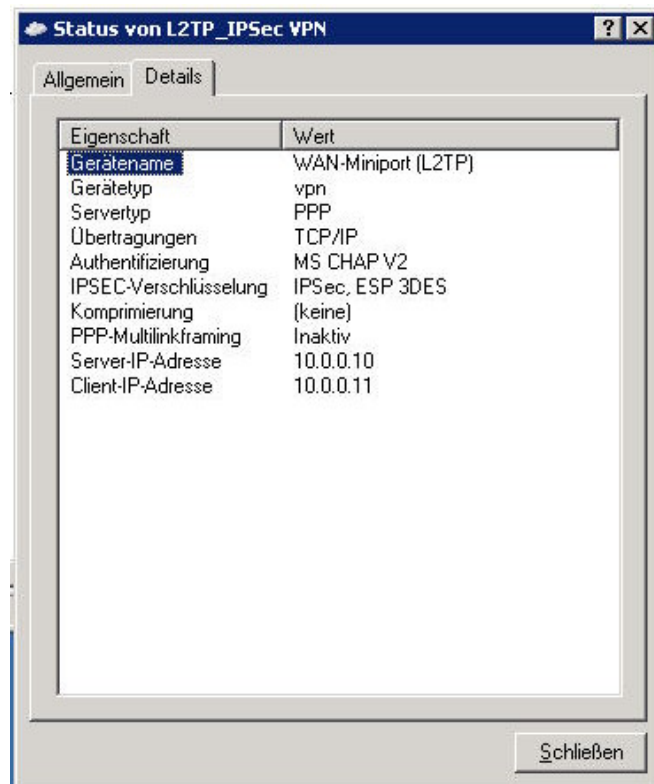 Status von L2TP_IPSec VPN
Allgemein Details
Eigenschaft Wert
Gerätename WAN-Miniport (L2TP)
Gerätetyp vpn
Servertyp PPP
Übertragungen TCP/IP
Authentifizierung MS CHAP V2
IPSEC-Verschlüsselung IPSec, ESP 3DES
Komprimierung (keine)
PPP-Multilinkframing Inaktiv
Server-IP-Adresse 10.0.0.10
Client-IP-Adresse 10.0.0.11
Schließen